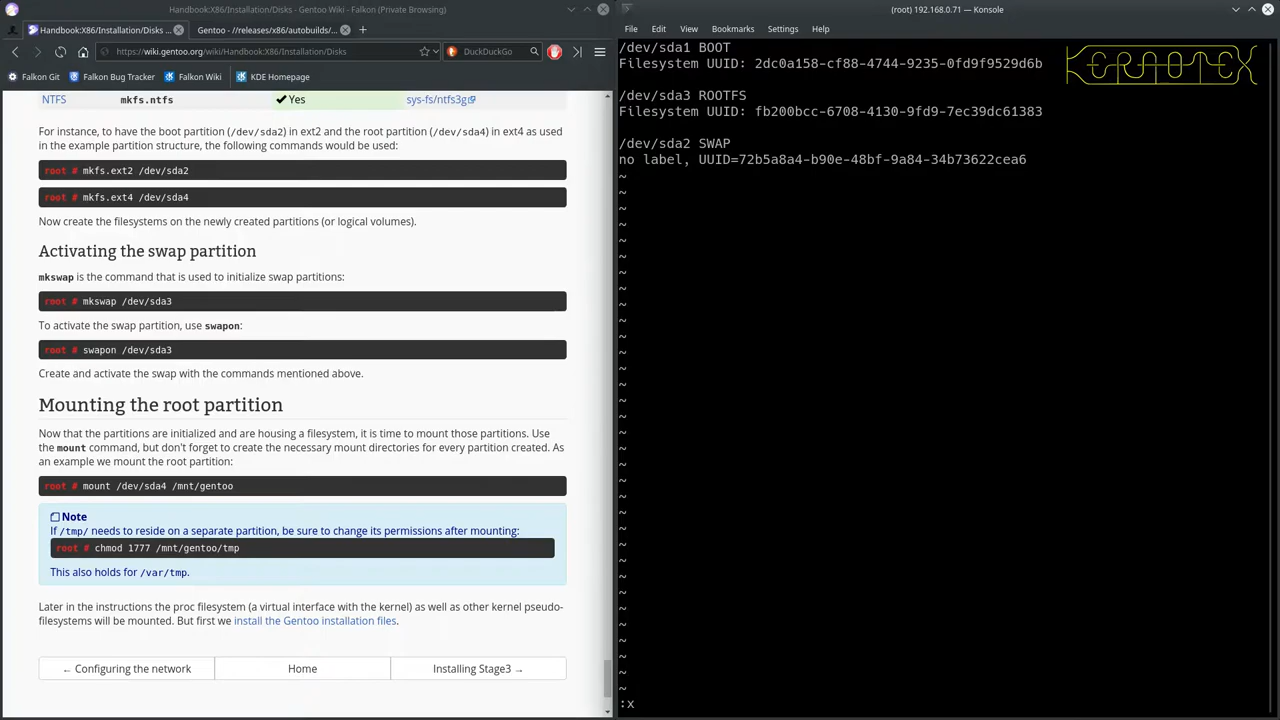 Handbook:X86/Installation/Disks - Gentoo Wiki - Falkon (Private Browsing)
Handbook:X86/Installation/Disks
Gentoo - //releases/x86/autobuilds/
https://wiki.gentoo.org/wiki/Handbook:X86/Installation/Disks
DuckDuckGo
Falkon Git
Falkon Bug Tracker
Falkon Wiki
KDE Homepage
NTFS mkfs.ntfs Yes sys-fs/ntfs3g
For instance, to have the boot partition (/dev/sda2) in ext2 and the root partition (/dev/sda4) in ext4 as used
in the example partition structure, the following commands would be used:
root # mkfs.ext2 /dev/sda2
root # mkfs.ext4 /dev/sda4
Now create the filesystems on the newly created partitions (or logical volumes).
Activating the swap partition
mkswap is the command that is used to initialize swap partitions:
root # mkswap /dev/sda3
To activate the swap partition, use swapon:
root # swapon /dev/sda3
Create and activate the swap with the commands mentioned above.
Mounting the root partition
Now that the partitions are initialized and are housing a filesystem, it is time to mount those partitions. Use
the mount command, but don't forget to create the necessary mount directories for every partition created. As
an example we mount the root partition:
root # mount /dev/sda4 /mnt/gentoo
Note
If /tmp/ needs to reside on a separate partition, be sure to change its permissions after mounting:
root # chmod 1777 /mnt/gentoo/tmp
This also holds for /var/tmp.
Later in the instructions the proc filesystem (a virtual interface with the kernel) as well as other kernel pseudo-
filesystems will be mounted. But first we install the Gentoo installation files.
← Configuring the network
Home
Installing Stage3 →
(root) 192.168.0.71 — Konsole
File Edit View Bookmarks Settings Help
/dev/sda1 BOOT
Filesystem UUID: 2dc0a158-cf88-4744-9235-0fd9f9529d6b
/dev/sda3 ROOTFS
Filesystem UUID: fb200bcc-6708-4130-9fd9-7ec39dc61383
/dev/sda2 SWAP
no label, UUID=72b5a8a4-b90e-48bf-9a84-34b73622cea6
:x